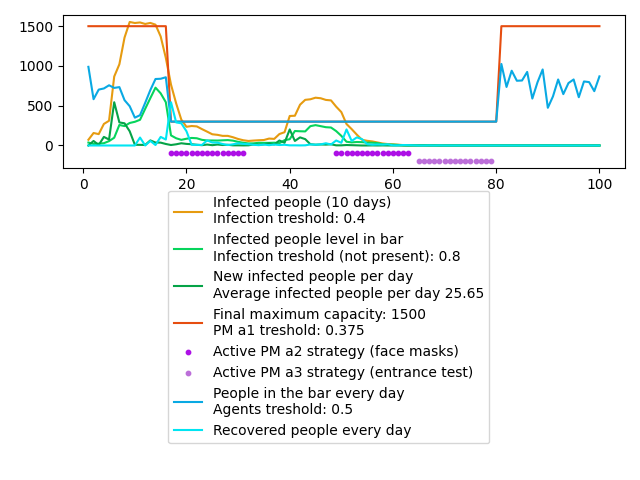 1500
1000
500
0
0
20
40
60
80
100
Infected people (10 days)
Infection treshold: 0.4
Infected people level in bar
Infection treshold (not present): 0.8
New infected people per day
Average infected people per day 25.65
Final maximum capacity: 1500
PM a1 treshold: 0.375
Active PM a2 strategy (face masks)
Active PM a3 strategy (entrance test)
People in the bar every day
Agents treshold: 0.5
Recovered people every day